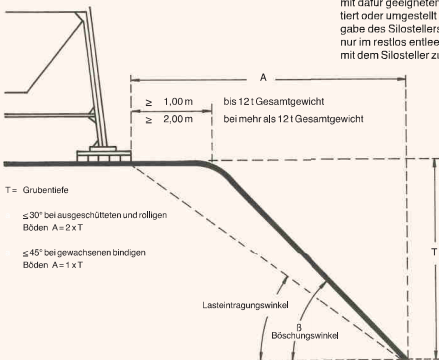 mit dafür geeigneten
tiert oder umgestellt
gabe des Silostellers
nur im restlos entlee
mit dem Silosteller zu
A
≥ 1,00 m bis 12 t Gesamtgewicht
≥ 2,00 m bei mehr als 12 t Gesamtgewicht
T = Grubentiefe
≤ 30° bei ausgeschütteten und rolligen
Böden A = 2 x T
≤ 45° bei gewachsenen bindigen
Böden A = 1 x T
T
Lasteintragungswinkel
ß
Böschungswinkel